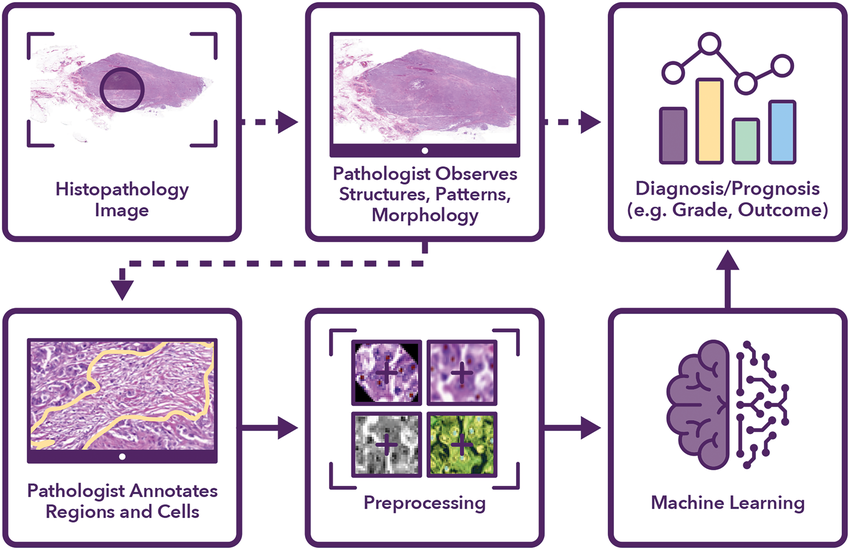 Histopathology
Image
Pathologist Observes
Structures, Patterns,
Morphology
Diagnosis/Prognosis
(e.g. Grade, Outcome)
Pathologist Annotates
Regions and Cells
Preprocessing
Machine Learning